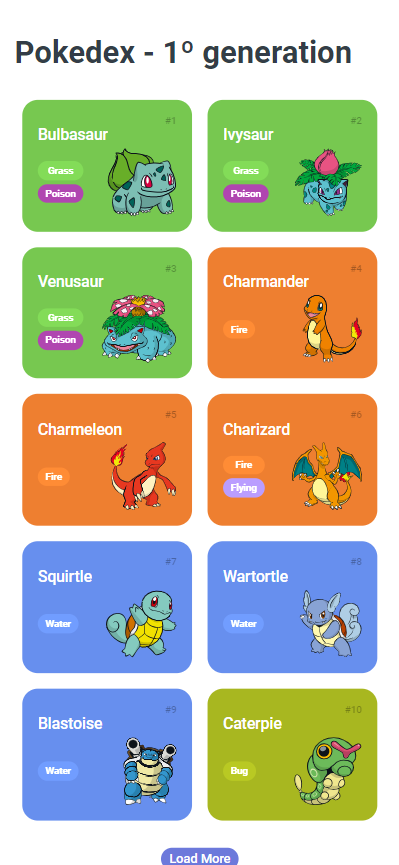 Pokedex - 1º generation
#1
Bulbasaur
Grass
Poison
#2
Ivysaur
Grass
Poison
#3
Venusaur
Grass
Poison
#4
Charmander
Fire
#5
Charmeleon
Fire
#6
Charizard
Fire
Flying
#7
Squirtle
Water
#8
Wartortle
Water
#9
Blastoise
Water
#10
Caterpie
Bug
Load More